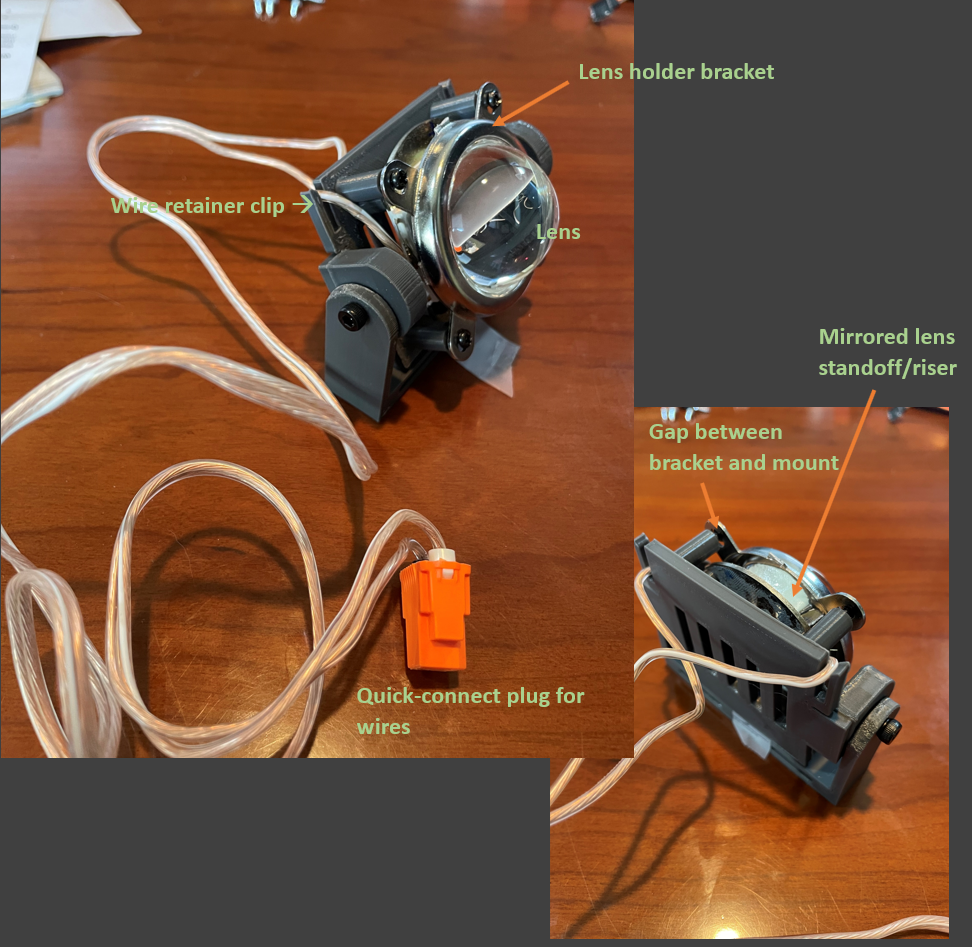 Lens holder bracket
Wire retainer clip →
Lens
Mirrored lens
standoff/riser
Gap between
bracket and mount
Quick-connect plug for
wires